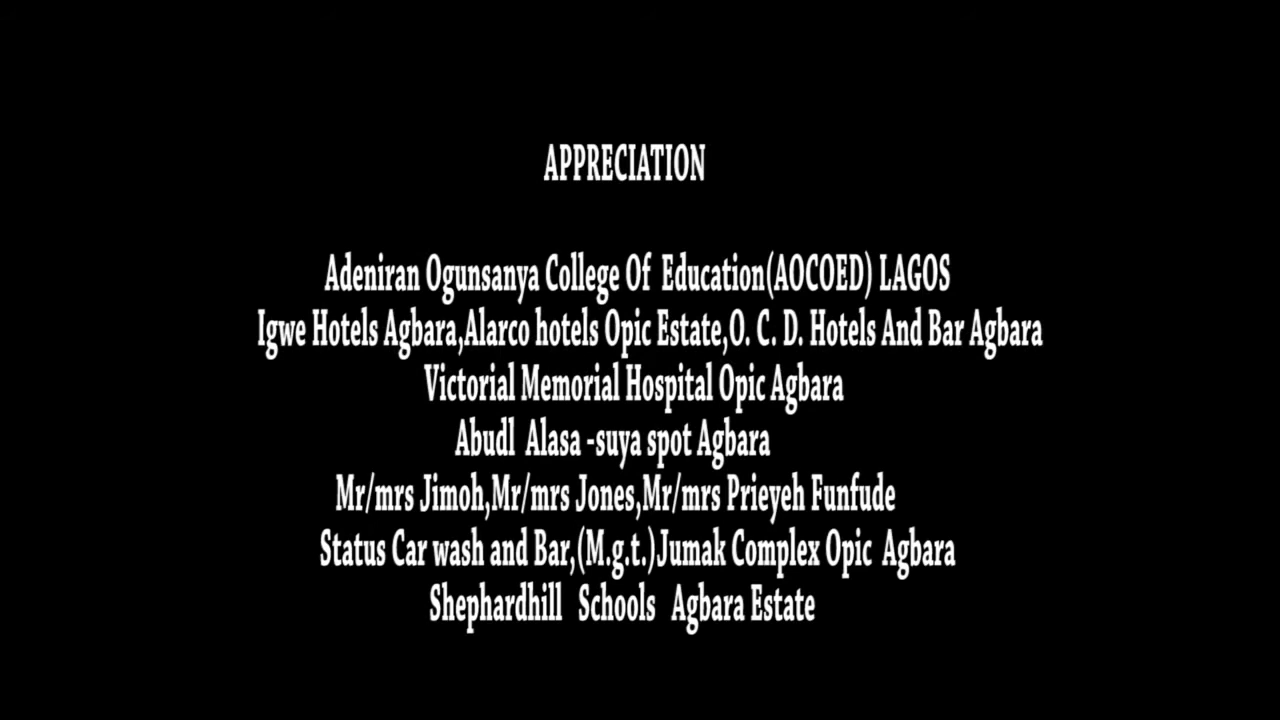 APPRECIATION
Adeniran Ogunsanya College Of Education(AOCOED) LAGOS
Igwe Hotels Agbara,Alarco hotels Opic Estate,O. C. D. Hotels And Bar Agbara
Victorial Memorial Hospital Opic Agbara
Abudl Alasa -suya spot Agbara
Mr/mrs Jimoh,Mr/mrs Jones,Mr/mrs Prieyeh Funfude
Status Car wash and Bar,(M.g.t.)Jumak Complex Opic Agbara
Shephardhill Schools Agbara Estate